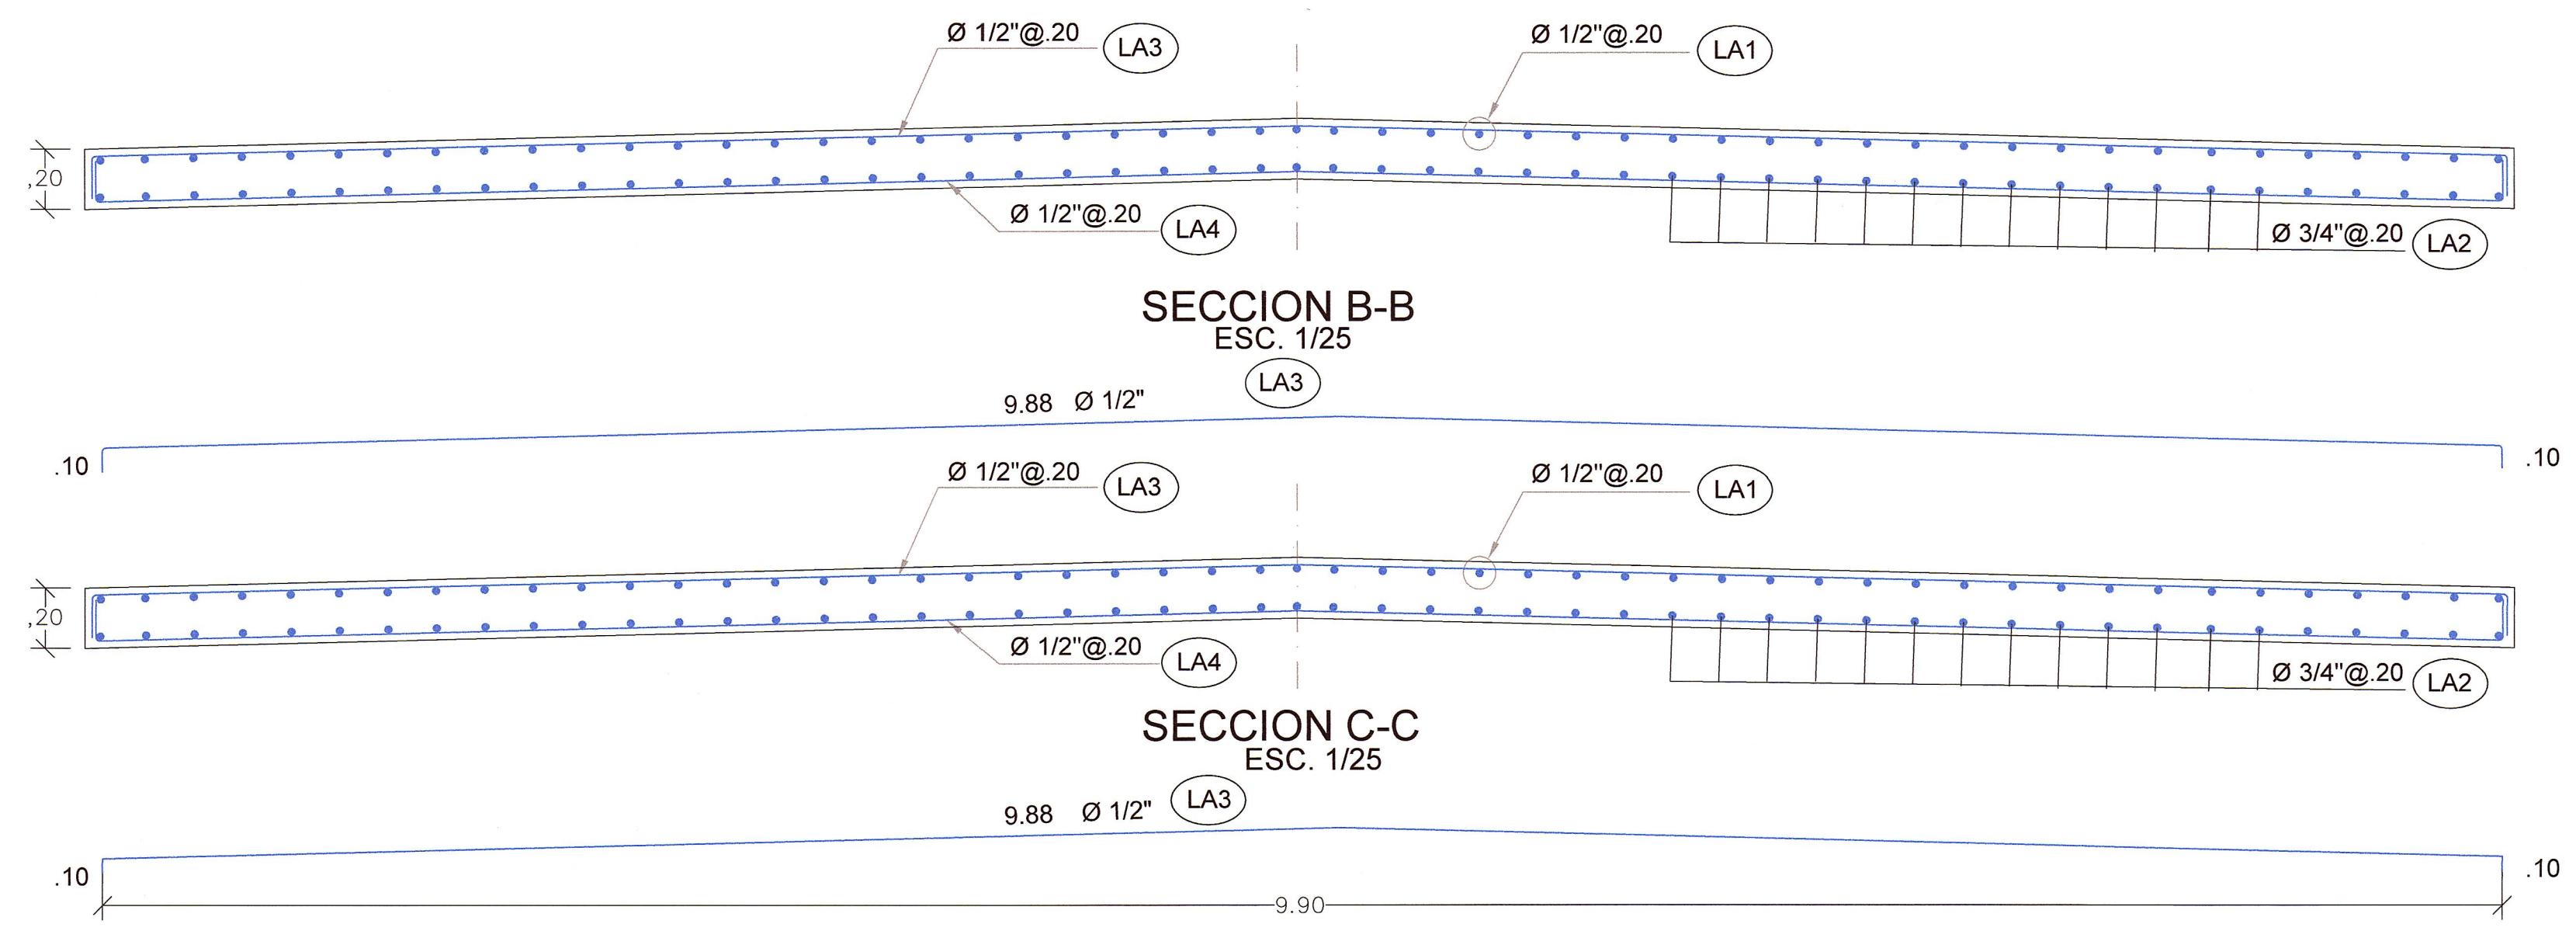 Ø 1/2"@.20 LA3
Ø 1/2"@.20 LA1
,20
Ø 1/2"@.20 LA4
Ø 3/4"@.20 LA2
SECCION B-B
ESC. 1/25
LA3
9.88 Ø 1/2"
.10
.10
Ø 1/2"@.20 LA3
Ø 1/2"@.20 LA1
,20
Ø 1/2"@.20 LA4
Ø 3/4"@.20 LA2
SECCION C-C
ESC. 1/25
9.88 Ø 1/2" LA3
.10
.10
9.90